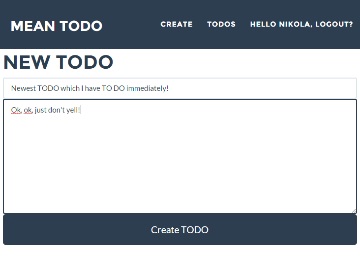 MEAN TODO
CREATE TODOS HELLO NIKOLA, LOGOUT?
NEW TODO
Newest TODO which I have TO DO immediately!
Ok, ok, just don't yell!
Create TODO